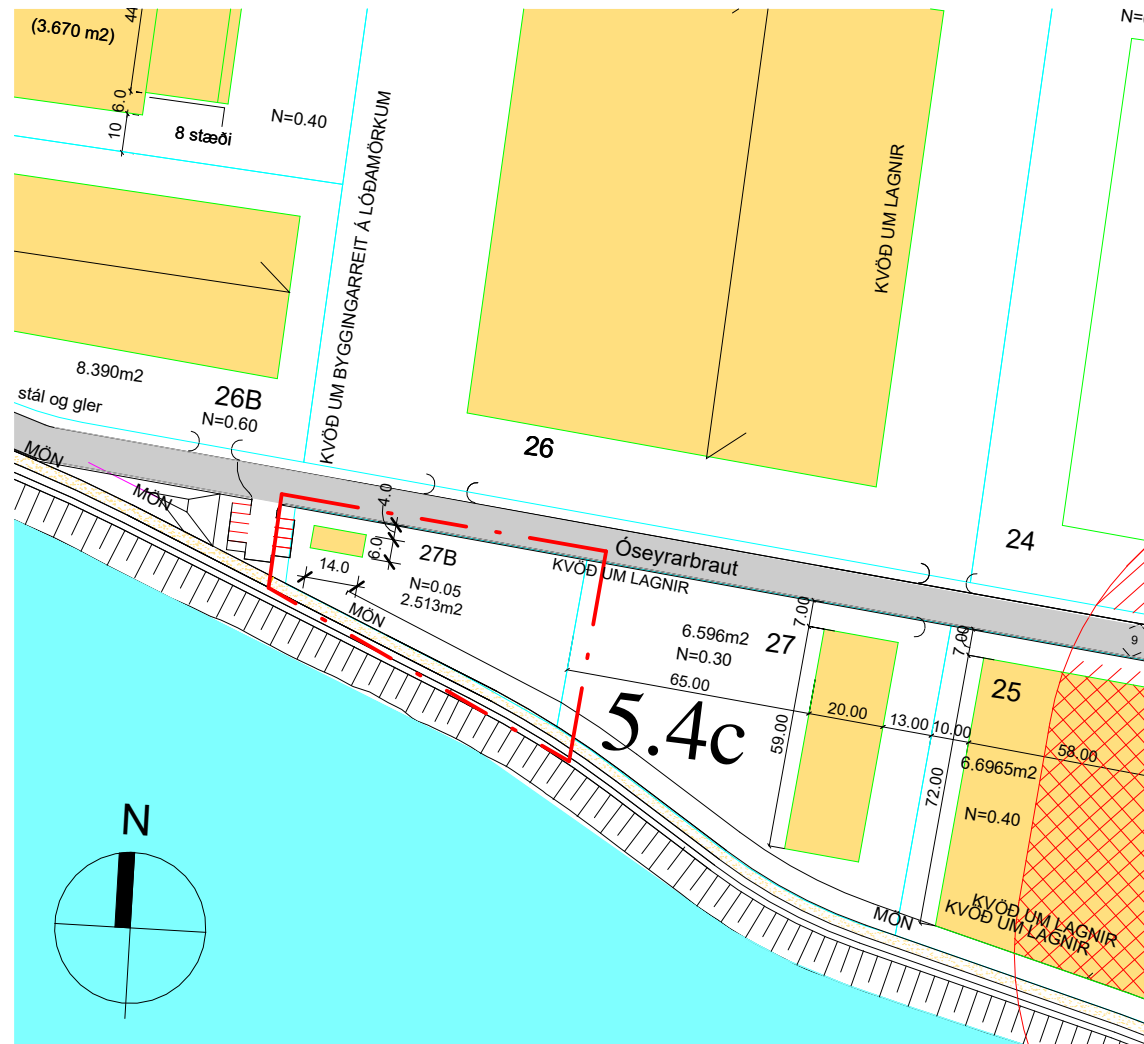 44
(3.670 m2)
N=
6.0
10
8 stæði
N=0.40
KVÖÐ UM BYGGINGARREIT Á LÓÐAMÖRKUM
KVÖÐ UM LAGNIR
8.390m2
26B
N=0.60
stál og gler
26
MÖN
MÖN
4.0
6.0
14.0
27B
N=0.05
2.513m2
MÖN
Óseyrarbraut
KVÖÐ UM LAGNIR
24
9
7.00
7.00
6.596m2
N=0.30
27
65.00
25
5.4c
59.00
20.00
13.00
10.00
58.00
6.6965m2
72.00
N=0.40
N
MÖN
KVÖÐ UM LAGNIR
KVÖÐ UM LAGNIR